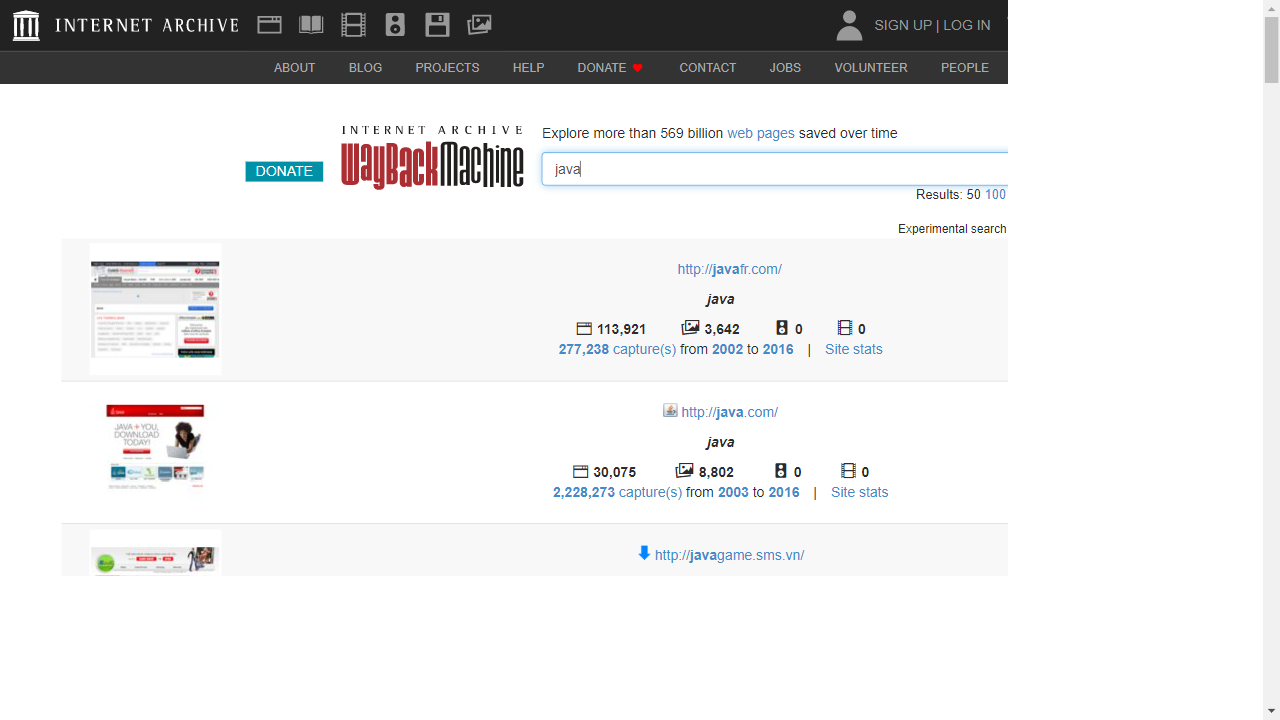 INTERNET ARCHIVE
SIGN UP | LOG IN
ABOUT BLOG PROJECTS HELP DONATE CONTACT JOBS VOLUNTEER PEOPLE
DONATE
INTERNET ARCHIVE
WayBackMachine
Explore more than 569 billion web pages saved over time
java
Results: 50 100
Experimental search
http://javafr.com/
java
113,921 3,642 0 0
277,238 capture(s) from 2002 to 2016 | Site stats
JAVA + YOU,
DOWNLOAD
TODAY!
http://java.com/
java
30,075 8,802 0 0
2,228,273 capture(s) from 2003 to 2016 | Site stats
http://javagame.sms.vn/